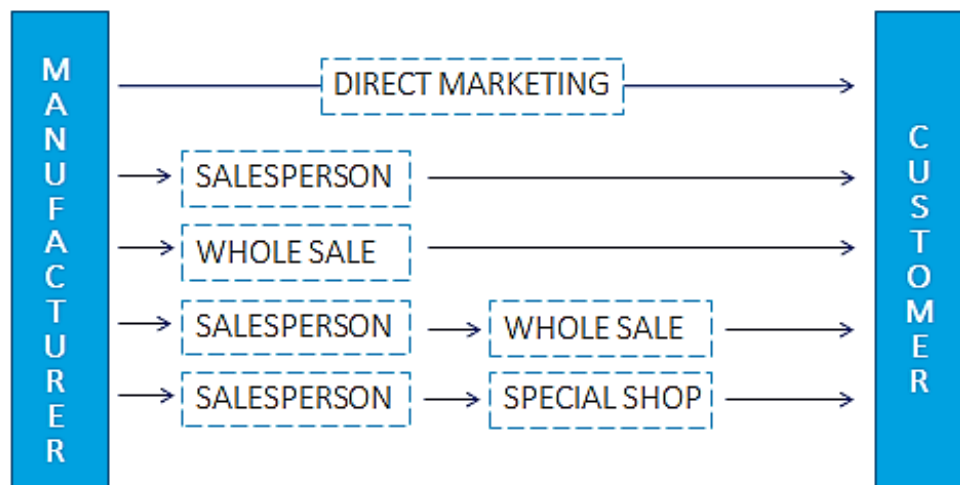 MANUFACTURER
DIRECT MARKETING
SALESPERSON
WHOLE SALE
SALESPERSON
WHOLE SALE
SALESPERSON
SPECIAL SHOP
CUSTOMER